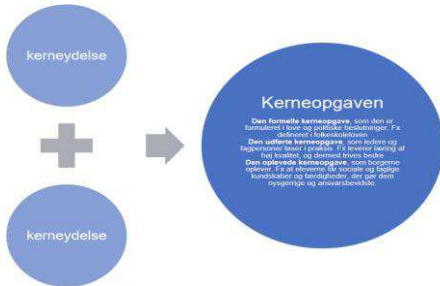 kerneydelse
kerneydelse
Kerneopgaven
Den formelle kerneopgave, som den er
formuleret i love og politiske beslutninger. Fx
defineret i folkeskoleloven
Den udførte kerneopgave, som ledere og
fagpersoner løser i praksis. Fx leverer læring af
høj kvalitet, og dermed trives bedre
Den oplevede kerneopgave, som borgerne
oplever. Fx at eleverne får sociale og faglige
kundskaber og færdigheder, der gør dem
nysgerrige og ansvarsbevidste.